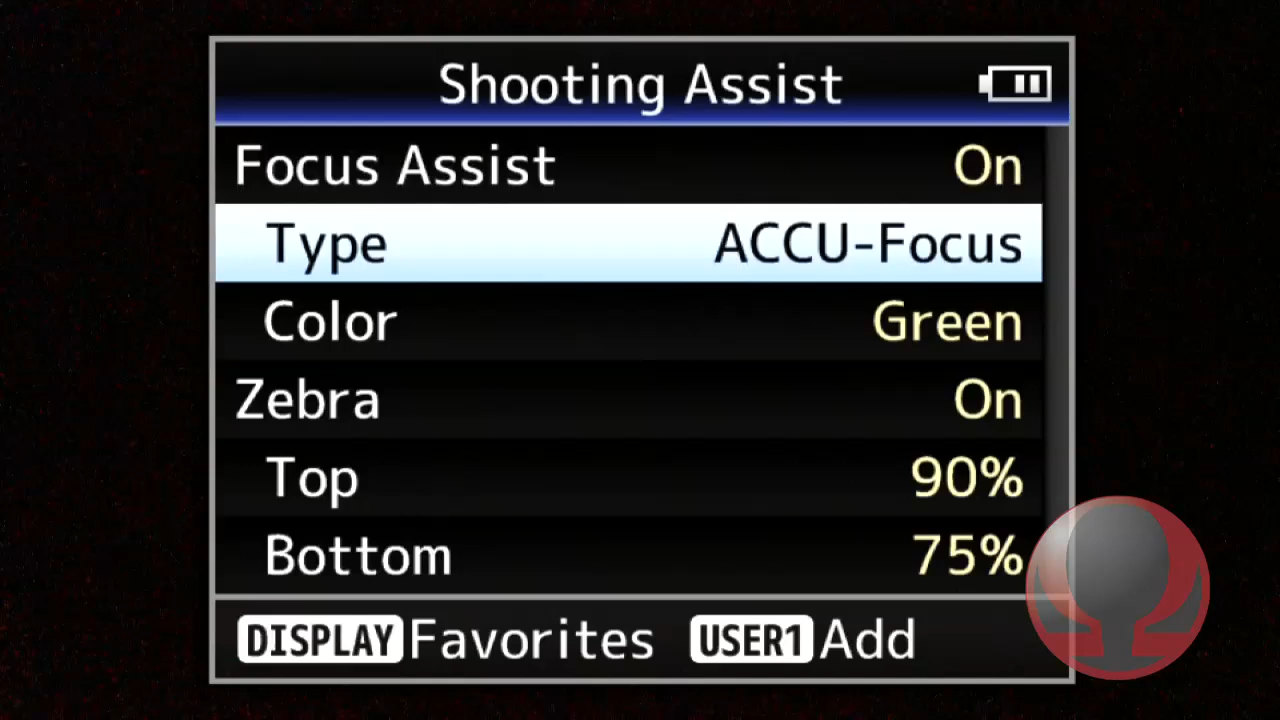 Shooting Assist
Focus Assist On
Type ACCU-Focus
Color Green
Zebra On
Top 90%
Bottom 75%
DISPLAY Favorites USER1 Add